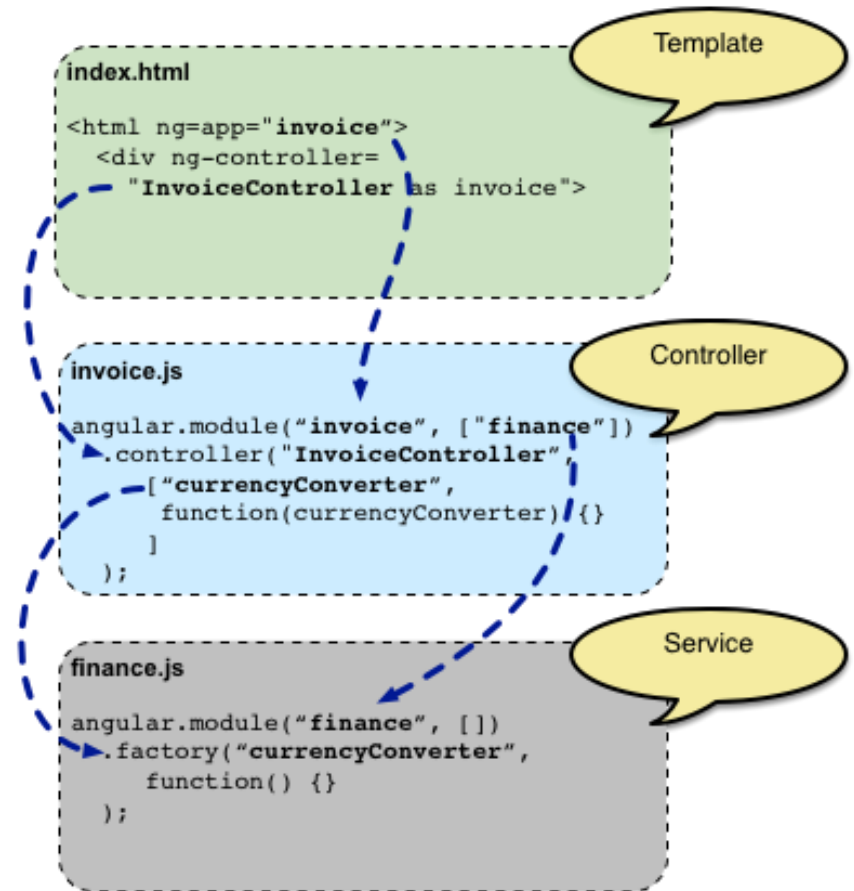 Template
index.html
<html ng=app="invoice”>
<div ng-controller=
"InvoiceController as invoice">
Controller
invoice.js
angular.module(“invoice”, ["finance”])
.controller("InvoiceController”,
[“currencyConverter”,
function(currencyConverter) {}
]
);
Service
finance.js
angular.module(“finance”, [])
.factory(“currencyConverter”,
function() {}
);